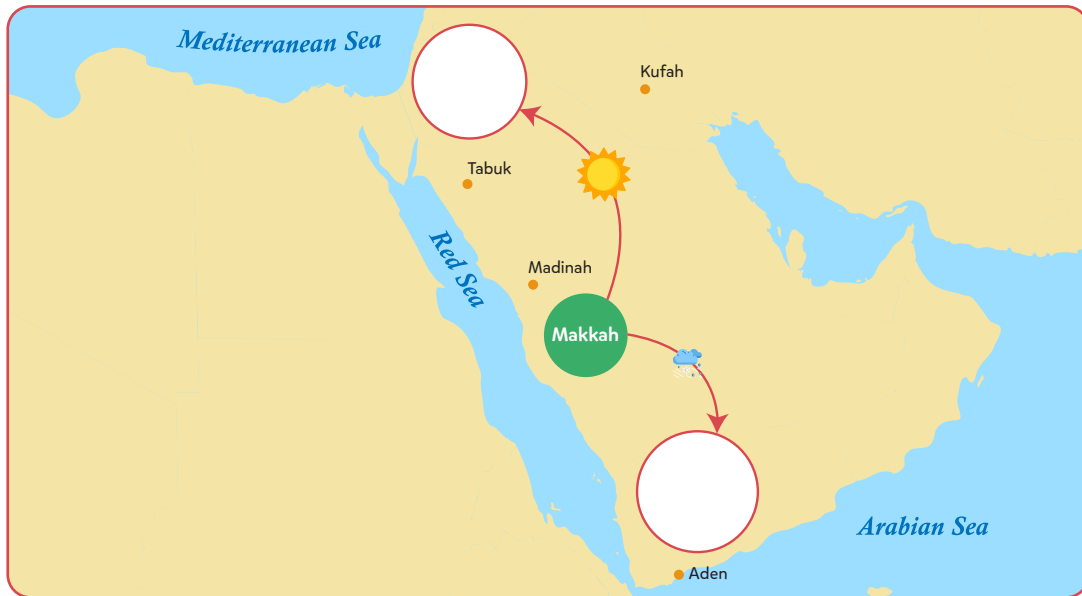 Mediterranean Sea
Kufah
Tabuk
Red Sea
Madinah
Makkah
Arabian Sea
Aden